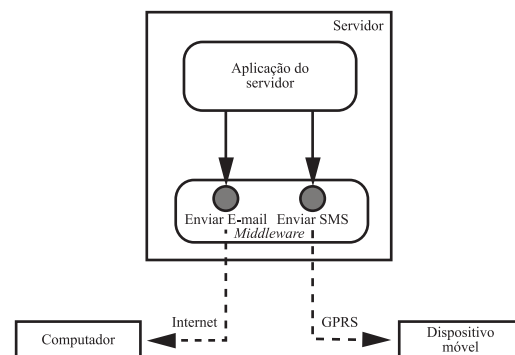 Servidor
Aplicação do
servidor
Enviar E-mail Enviar SMS
Middleware
Internet
GPRS
Computador
Dispositivo
móvel